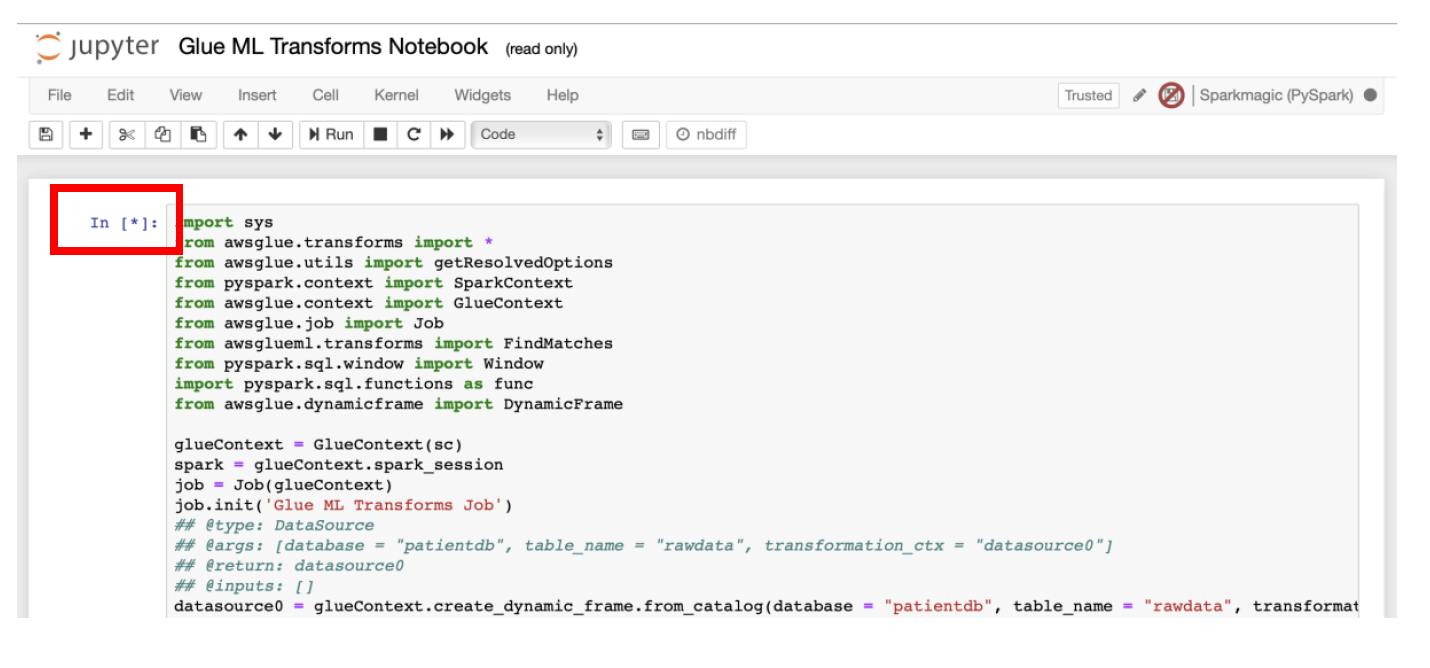 jupyter Glue ML Transforms Notebook (read only)
File Edit View Insert Cell Kernel Widgets Help Trusted Sparkmagic (PySpark)
Run Code nbdiff
In [*]: import sys
from awsglue.transforms import *
from awsglue.utils import getResolvedOptions
from pyspark.context import SparkContext
from awsglue.context import GlueContext
from awsglue.job import Job
from awsglueml.transforms import FindMatches
from pyspark.sql.window import Window
import pyspark.sql.functions as func
from awsglue.dynamicframe import DynamicFrame
glueContext = GlueContext(sc)
spark = glueContext.spark_session
job = Job(glueContext)
job.init('Glue ML Transforms Job')
## @type: DataSource
## @args: [database = "patientdb", table_name = "rawdata", transformation_ctx = "datasource0"]
## @return: datasource0
## @inputs: []
datasource0 = glueContext.create_dynamic_frame.from_catalog(database = "patientdb", table_name = "rawdata", transformat